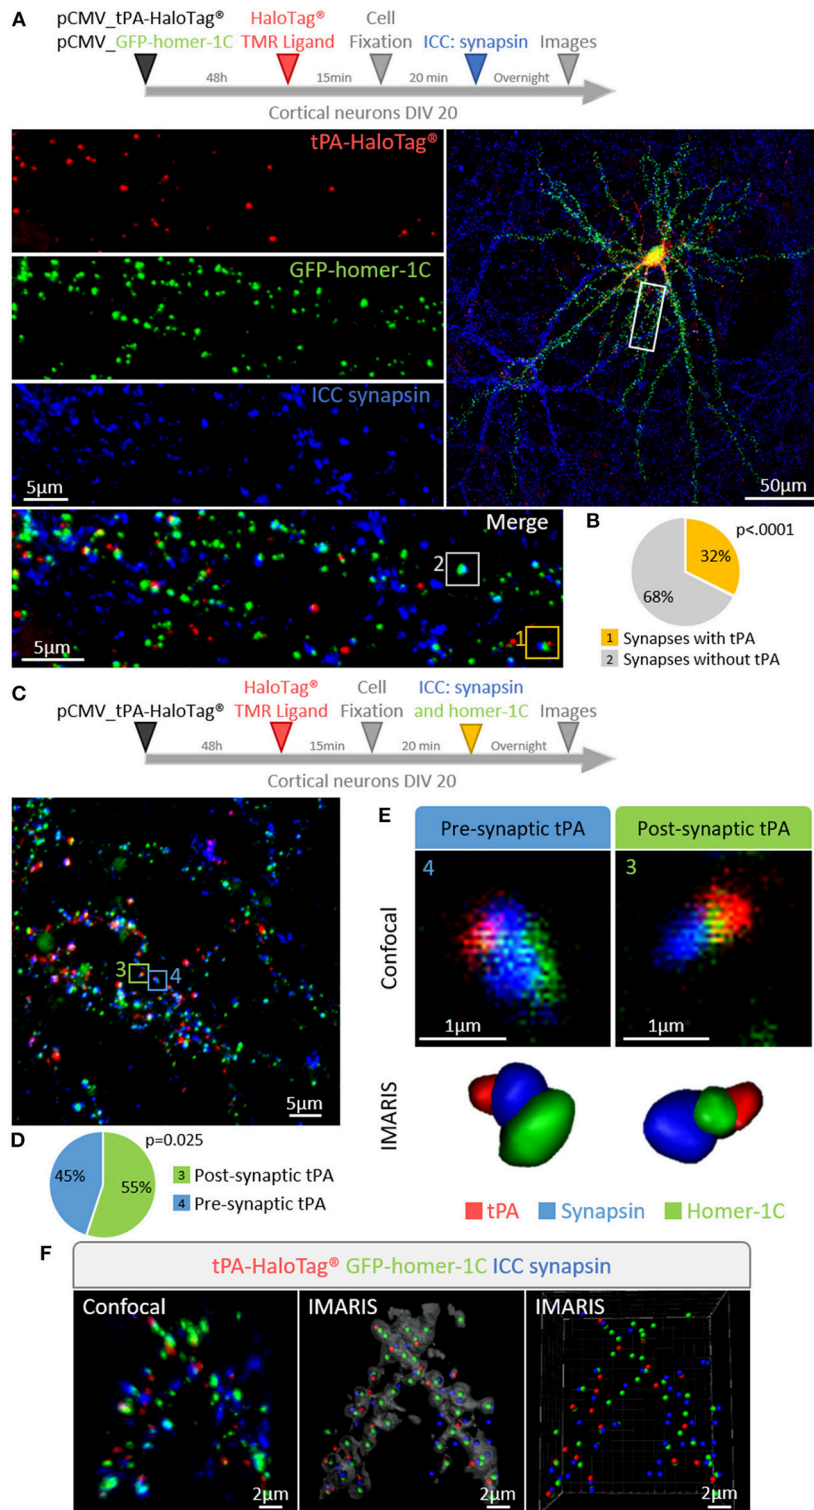 A
pCMV_tPA-HaloTag®
pCMV_GFP-homer-1C
HaloTag®
TMR Ligand
Cell
Fixation
ICC: synapsin
Images
48h
15min
20 min
Overnight
Cortical neurons DIV 20
tPA-HaloTag®
GFP-homer-1C
ICC synapsin
5µm
50µm
Merge
2
1
5µm
B
p<.0001
32%
68%
1 Synapses with tPA
2 Synapses without tPA
C
pCMV_tPA-HaloTag®
HaloTag®
TMR Ligand
Cell
Fixation
ICC: synapsin
and homer-1C
Images
48h
15min
20 min
Overnight
Cortical neurons DIV 20
3
4
5µm
D
p=0.025
45%
55%
3 Post-synaptic tPA
4 Pre-synaptic tPA
E
Pre-synaptic tPA
Post-synaptic tPA
Confocal
4
1µm
3
1µm
IMARIS
tPA
Synapsin
Homer-1C
F
tPA-HaloTag® GFP-homer-1C ICC synapsin
Confocal
2µm
IMARIS
2µm
IMARIS
2µm